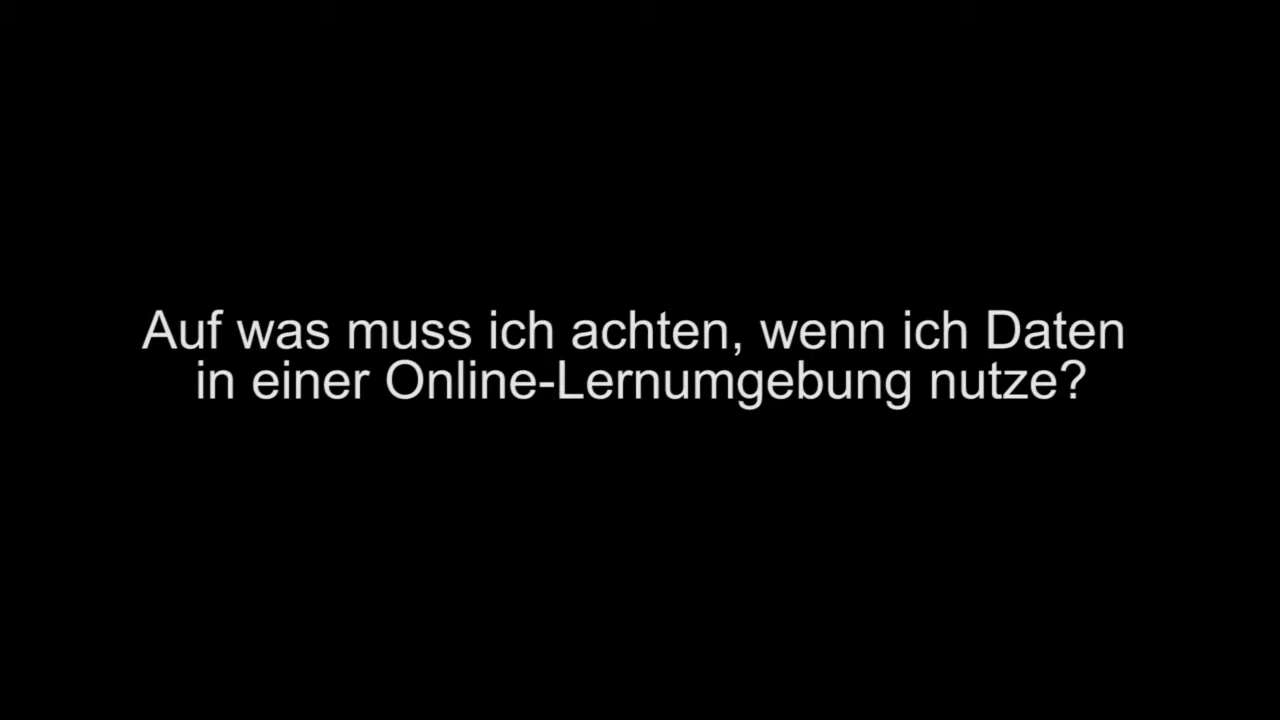 Auf was muss ich achten, wenn ich Daten
in einer Online-Lernumgebung nutze?